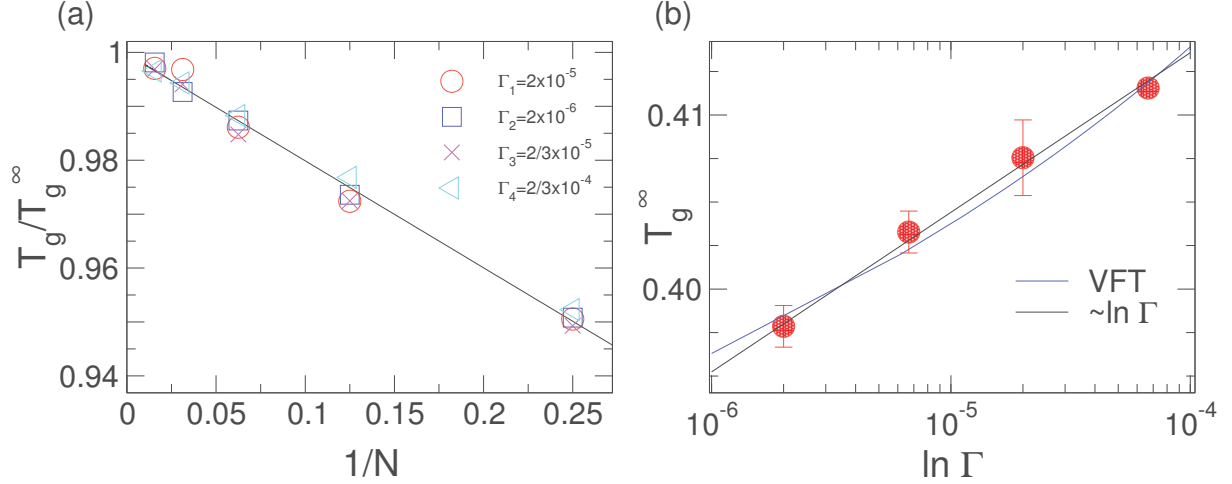 (a)
T_g/T_g^∞
1
0.98
0.96
0.94
0
0.05
0.1
0.15
0.2
0.25
1/N
Γ₁=2x10⁻⁵
Γ₂=2x10⁻⁶
Γ₃=2/3x10⁻⁵
Γ₄=2/3x10⁻⁴
(b)
T_g^∞
0.41
0.40
10⁻⁶
10⁻⁵
10⁻⁴
ln Γ
VFT
~ln Γ